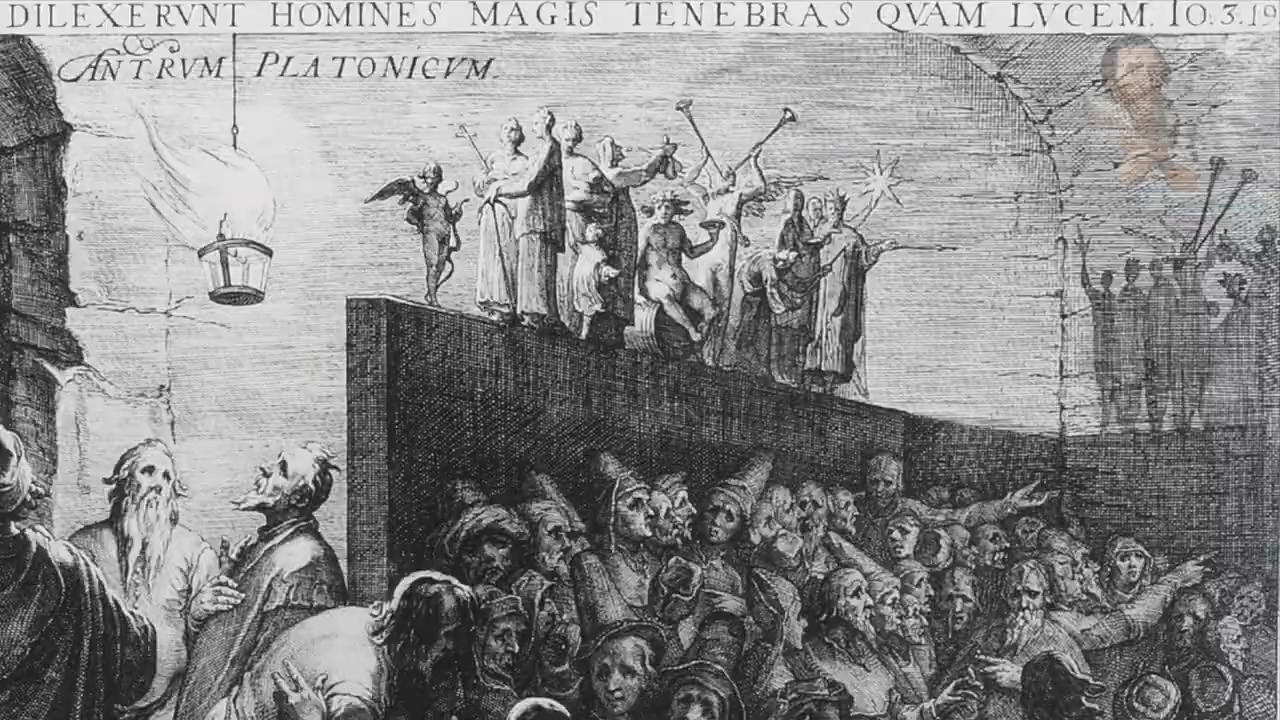 DILEXERVNT HOMINES MAGIS TENEBRAS QVAM LVCEM. IO. 3.19
ANTRVM PLATONICVM.